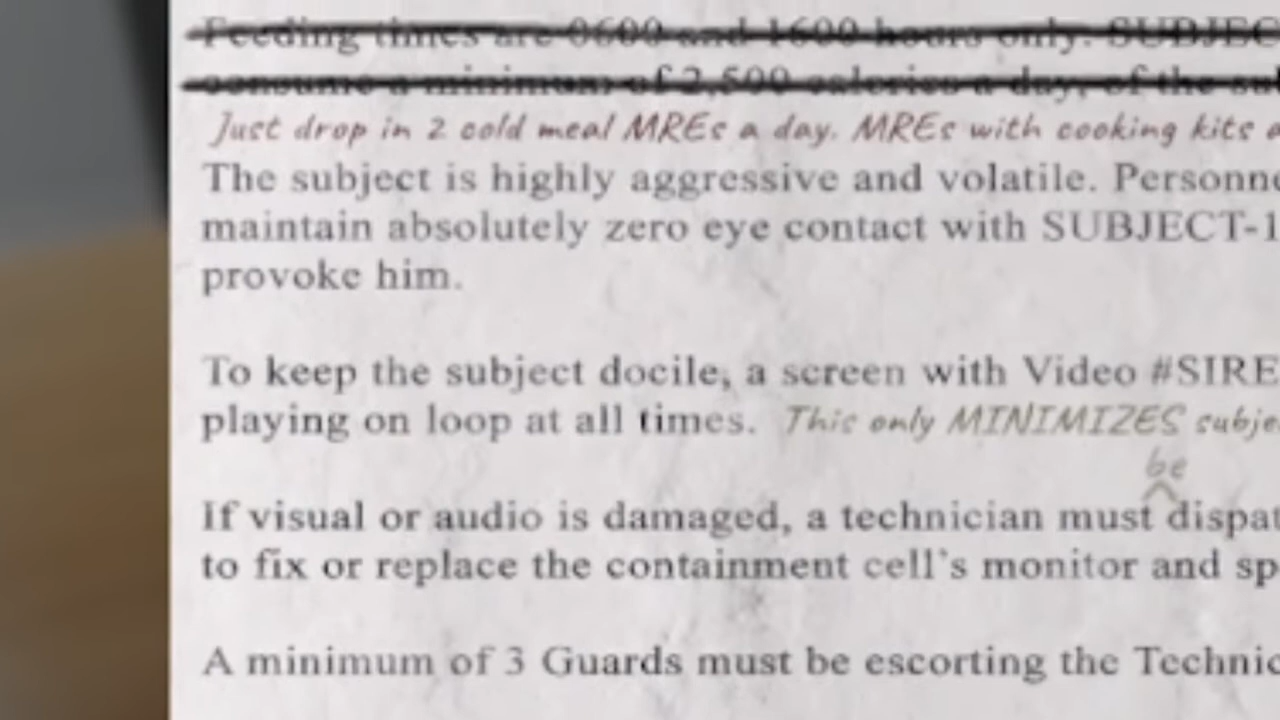 Feeding times are 0600 and 1600 hours only. SUBJEC
consume a minimum of 2,500 calories a day, of the su
Just drop in 2 cold meal MREs a day. MREs with cooking kits a
The subject is highly aggressive and volatile. Personne
maintain absolutely zero eye contact with SUBJECT-1
provoke him.
To keep the subject docile, a screen with Video #SIRE
playing on loop at all times. This only MINIMIZES subje
be
If visual or audio is damaged, a technician must dispat
to fix or replace the containment cell's monitor and sp
A minimum of 3 Guards must be escorting the Technic